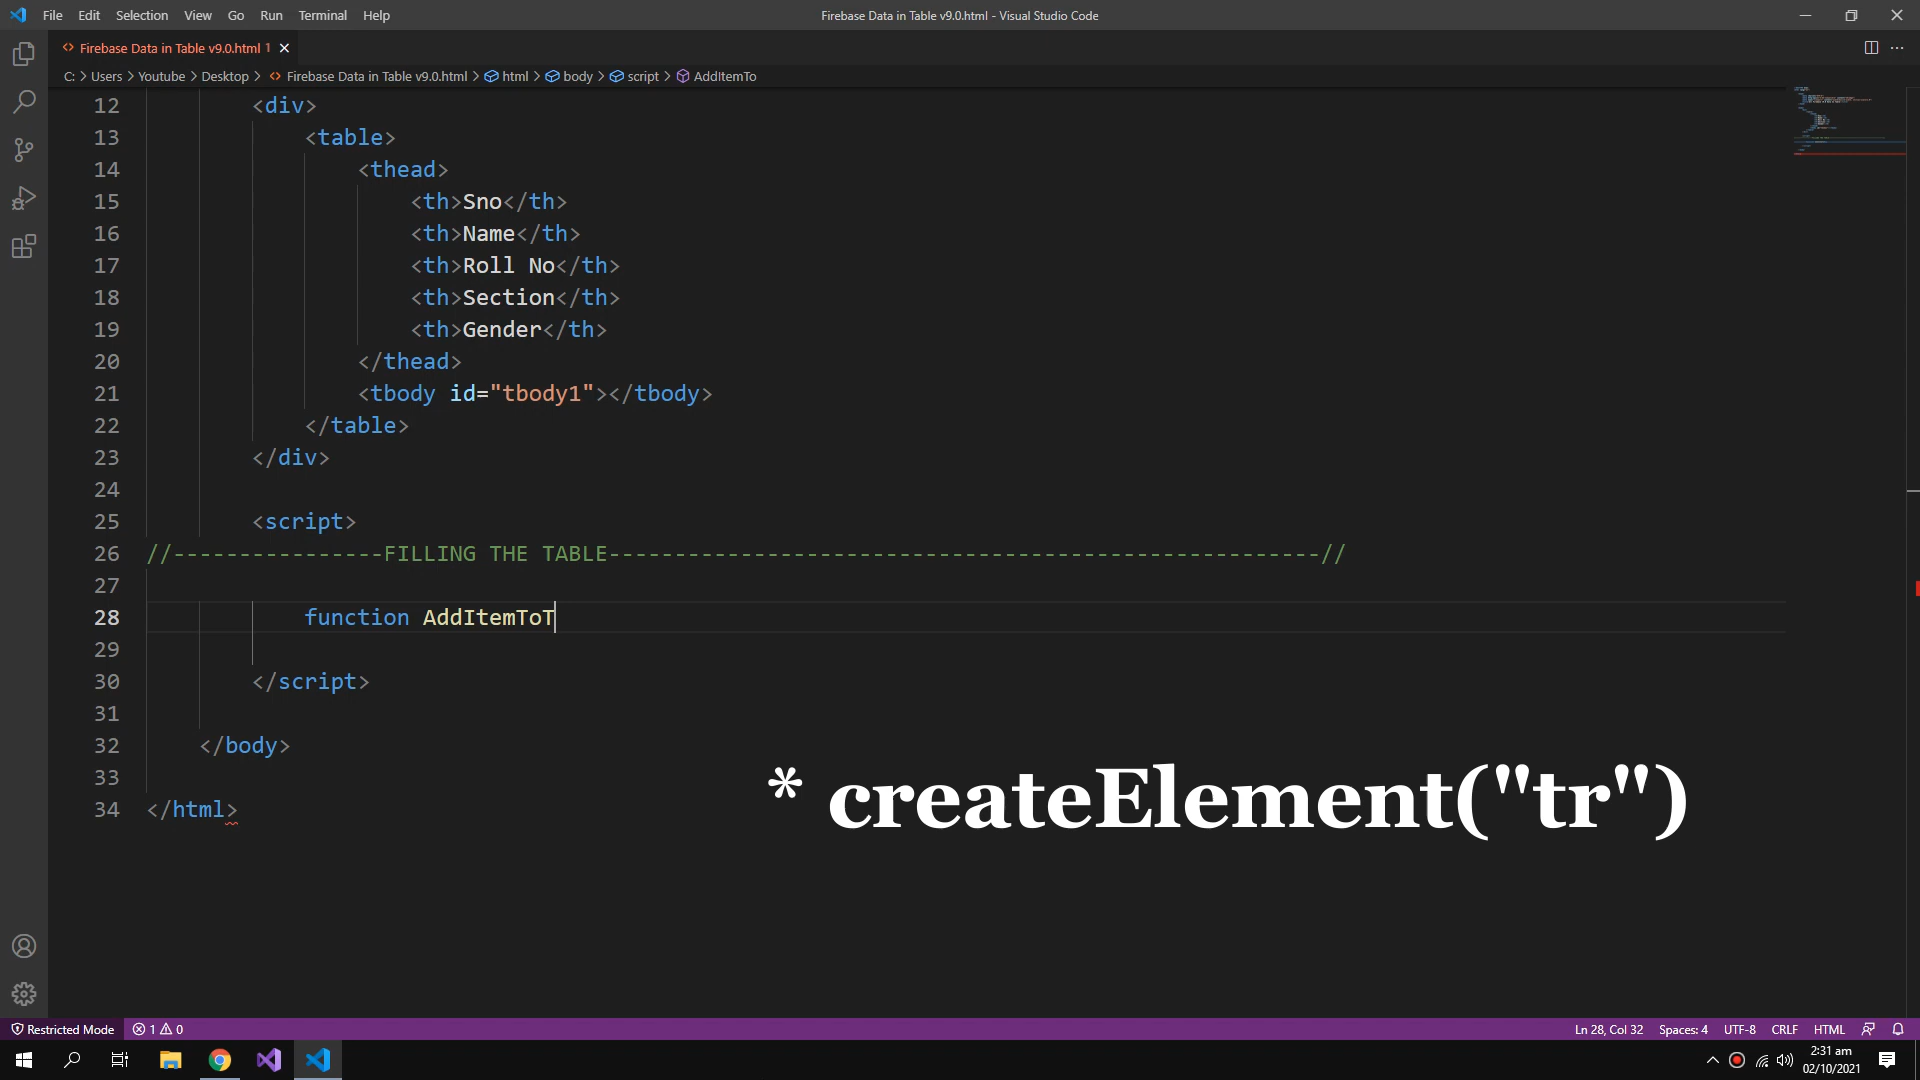 File Edit Selection View Go Run Terminal Help
Firebase Data in Table v9.0.html - Visual Studio Code
Firebase Data in Table v9.0.html 1
C: > Users > Youtube > Desktop > Firebase Data in Table v9.0.html > html > body > script > AddItemTo
12 <div>
13 <table>
14 <thead>
15 <th>Sno</th>
16 <th>Name</th>
17 <th>Roll No</th>
18 <th>Section</th>
19 <th>Gender</th>
20 </thead>
21 <tbody id="tbody1"></tbody>
22 </table>
23 </div>
24
25 <script>
26 //----------------FILLING THE TABLE------------------------------------------------------//
27
28 function AddItemToT
29
30 </script>
31
32 </body>
33
34 </html>
* createElement("tr")
Restricted Mode 1 0 Ln 28, Col 32 Spaces: 4 UTF-8 CRLF HTML
2:31 am
02/10/2021